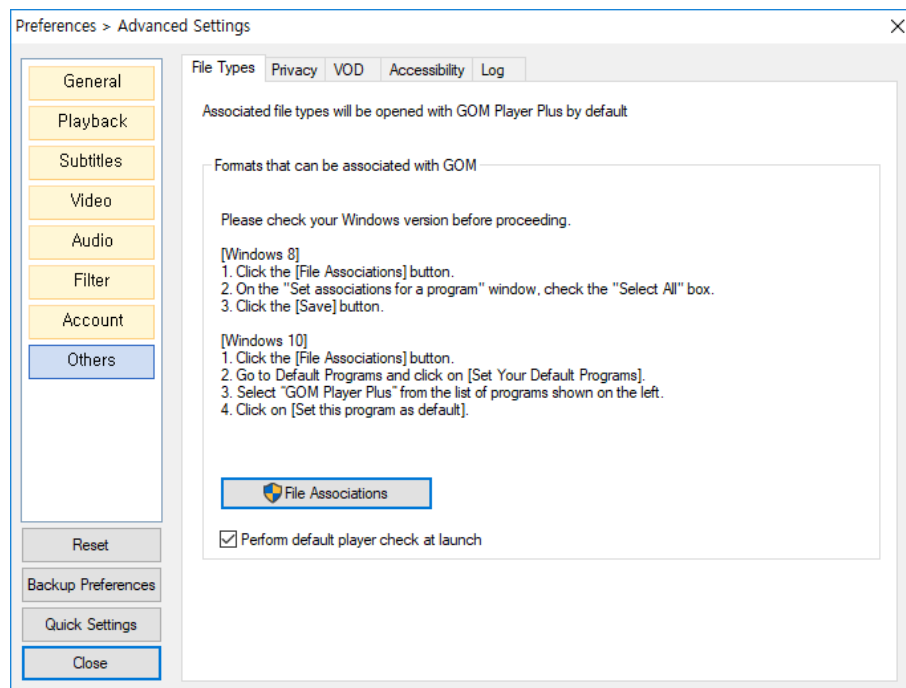 Preferences > Advanced Settings
General
Playback
Subtitles
Video
Audio
Filter
Account
Others
Reset
Backup Preferences
Quick Settings
Close
File Types Privacy VOD Accessibility Log
Associated file types will be opened with GOM Player Plus by default
Formats that can be associated with GOM
Please check your Windows version before proceeding.
[Windows 8]
1. Click the [File Associations] button.
2. On the "Set associations for a program" window, check the "Select All" box.
3. Click the [Save] button.
[Windows 10]
1. Click the [File Associations] button.
2. Go to Default Programs and click on [Set Your Default Programs].
3. Select “GOM Player Plus” from the list of programs shown on the left.
4. Click on [Set this program as default].
File Associations
Perform default player check at launch